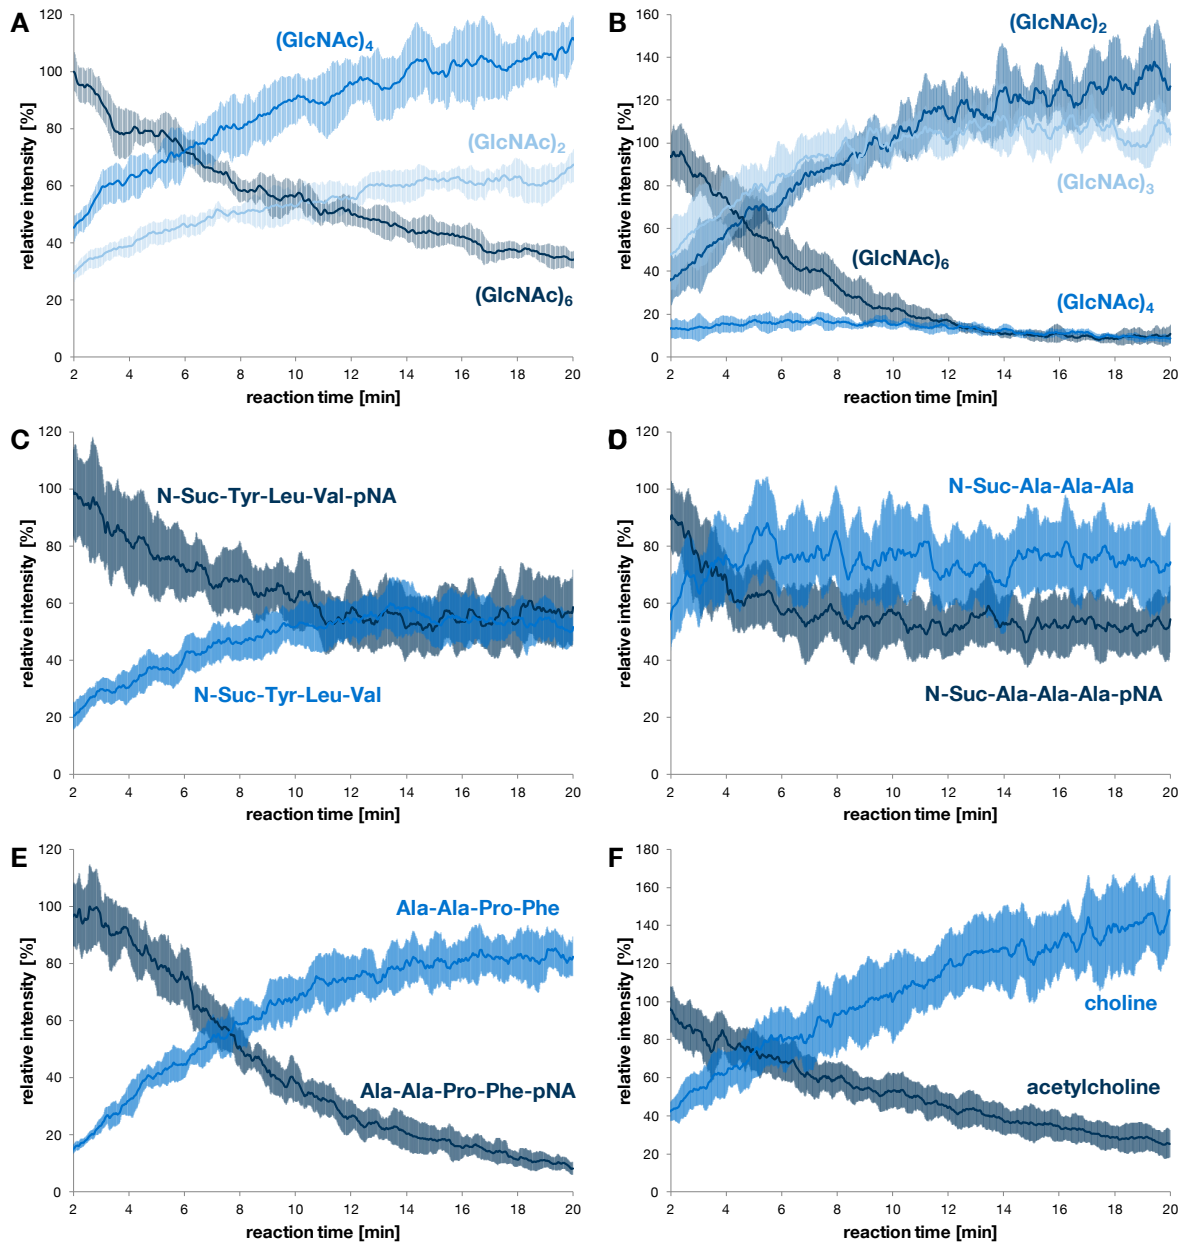 A
120
100
80
60
40
20
0
relative intensity [%]
(GlcNAc)4
(GlcNAc)2
(GlcNAc)6
2 4 6 8 10 12 14 16 18 20
reaction time [min]
B
160
140
120
100
80
60
40
20
0
relative intensity [%]
(GlcNAc)2
(GlcNAc)3
(GlcNAc)6
(GlcNAc)4
2 4 6 8 10 12 14 16 18 20
reaction time [min]
C
120
100
80
60
40
20
0
relative intensity [%]
N-Suc-Tyr-Leu-Val-pNA
N-Suc-Tyr-Leu-Val
2 4 6 8 10 12 14 16 18 20
reaction time [min]
D
120
100
80
60
40
20
0
relative intensity [%]
N-Suc-Ala-Ala-Ala
N-Suc-Ala-Ala-Ala-pNA
2 4 6 8 10 12 14 16 18 20
reaction time [min]
E
120
100
80
60
40
20
0
relative intensity [%]
Ala-Ala-Pro-Phe
Ala-Ala-Pro-Phe-pNA
2 4 6 8 10 12 14 16 18 20
reaction time [min]
F
180
160
140
120
100
80
60
40
20
0
relative intensity [%]
choline
acetylcholine
2 4 6 8 10 12 14 16 18 20
reaction time [min]